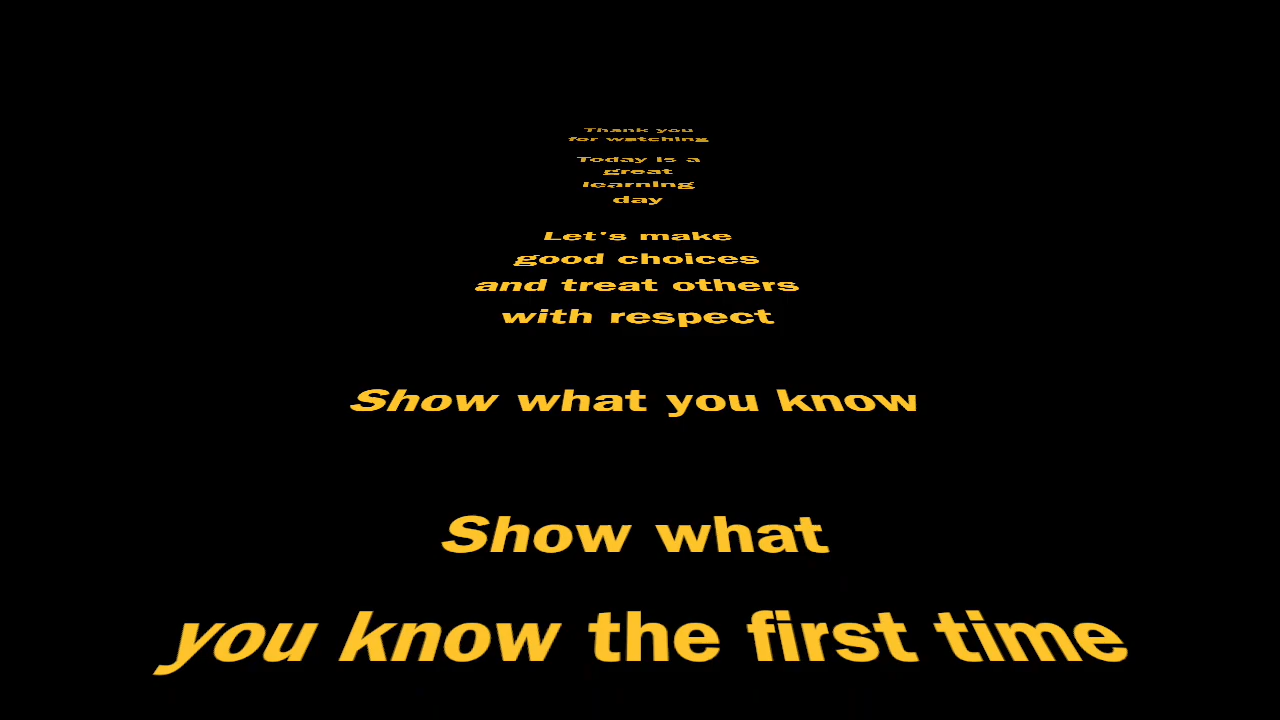 Thank you
for watching
Today is a
great
learning
day
Let's make
good choices
and treat others
with respect
Show what you know
Show what
you know the first time